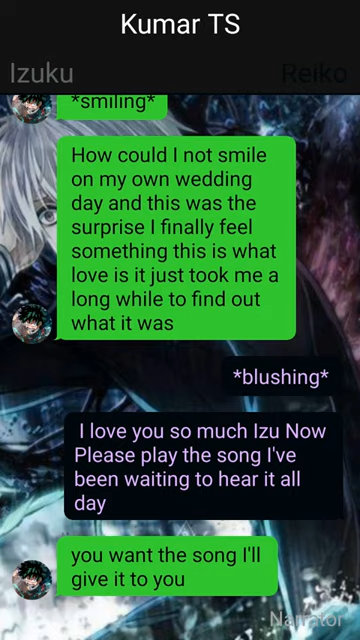 Kumar TS
Izuku
Reiko
*smiling*
How could I not smile
on my own wedding
day and this was the
surprise I finally feel
something this is what
love is it just took me a
long while to find out
what it was
*blushing*
I love you so much Izu Now
Please play the song I've
been waiting to hear it all
day
you want the song I'll
give it to you
Narrator